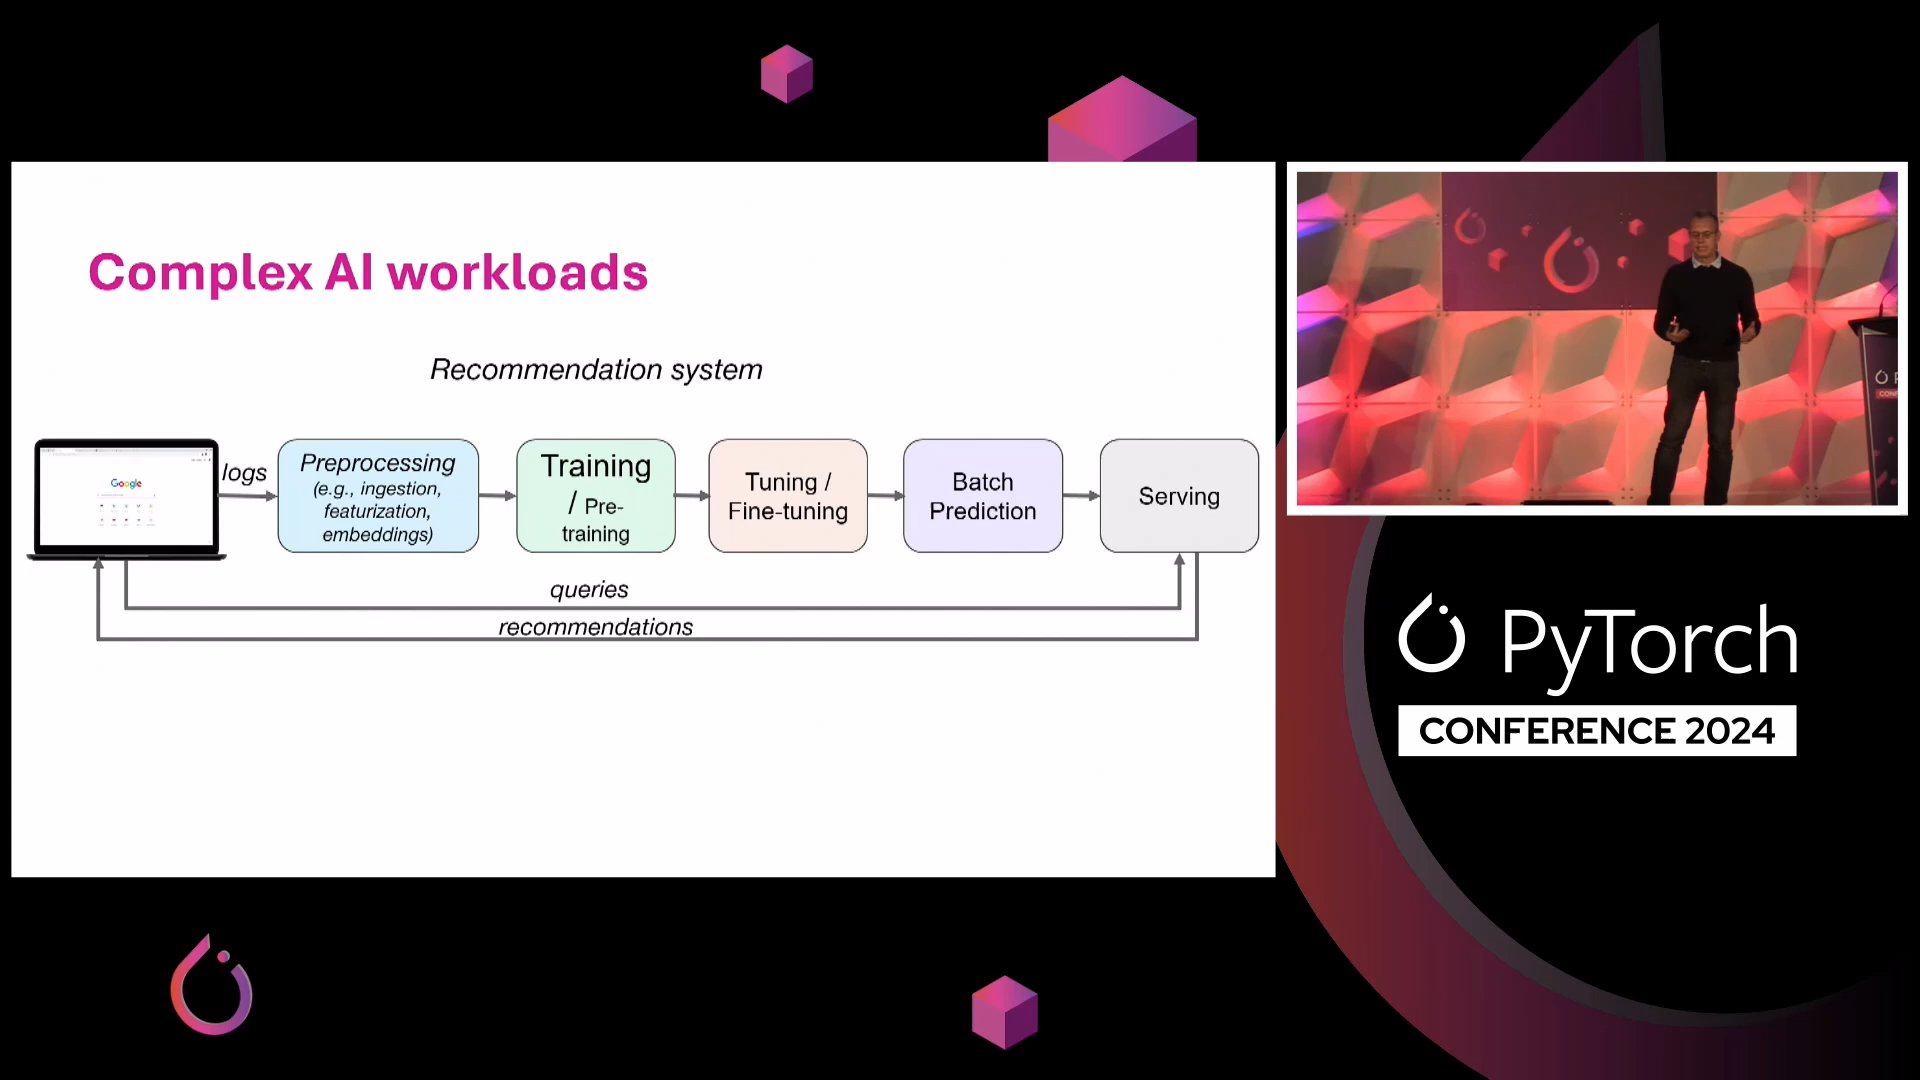 Complex AI workloads
Recommendation system
Google
logs
Preprocessing
(e.g., ingestion,
featurization,
embeddings)
Training
/ Pre-
training
Tuning /
Fine-tuning
Batch
Prediction
Serving
queries
recommendations
PyTorch
CONFERENCE 2024